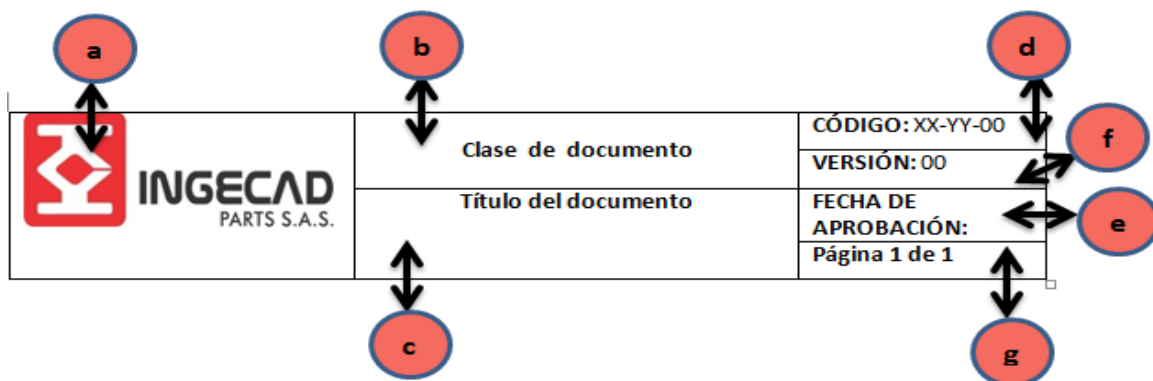 a
b
d
f
INGECAD
PARTS S.A.S.
Clase de documento
Título del documento
CÓDIGO: XX-YY-00
VERSIÓN: 00
FECHA DE
APROBACIÓN:
Página 1 de 1
e
c
g